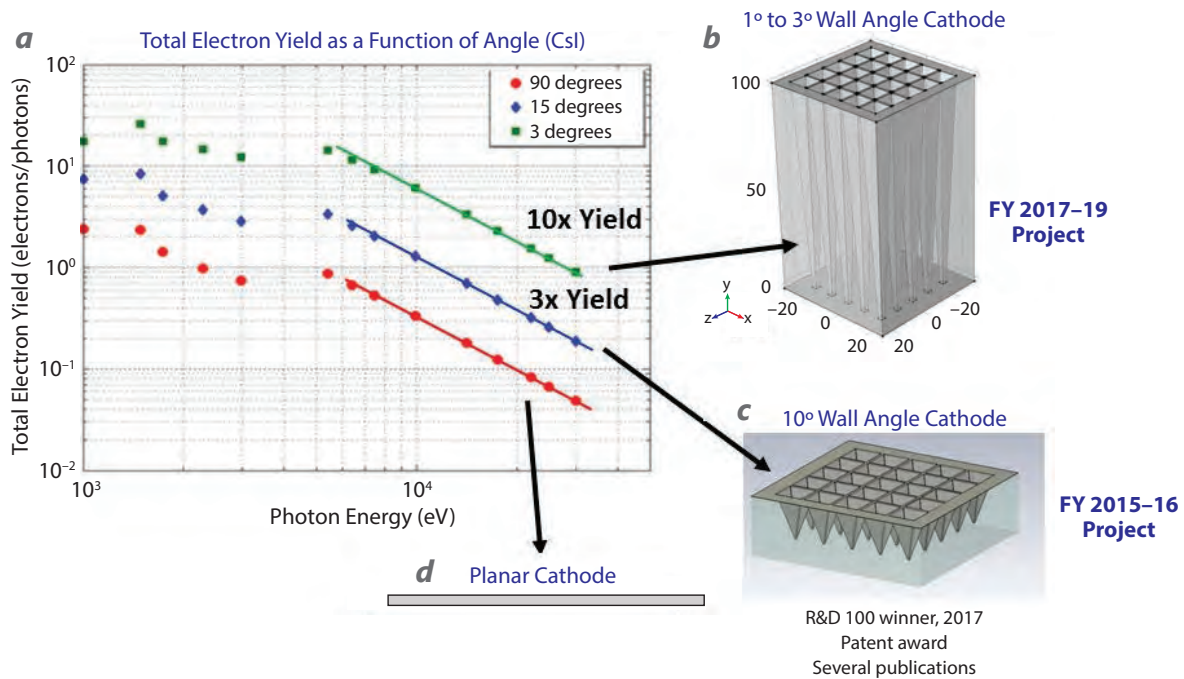 a
Total Electron Yield as a Function of Angle (CsI)
Total Electron Yield (electrons/photons)
10²
10¹
10⁰
10⁻¹
10⁻²
90 degrees
15 degrees
3 degrees
10x Yield
3x Yield
10³
10⁴
Photon Energy (eV)
b
1º to 3º Wall Angle Cathode
100
50
0
–20
0
20
20
0
–20
y
z
x
FY 2017–19
Project
c
10º Wall Angle Cathode
FY 2015–16
Project
R&D 100 winner, 2017
Patent award
Several publications
d
Planar Cathode